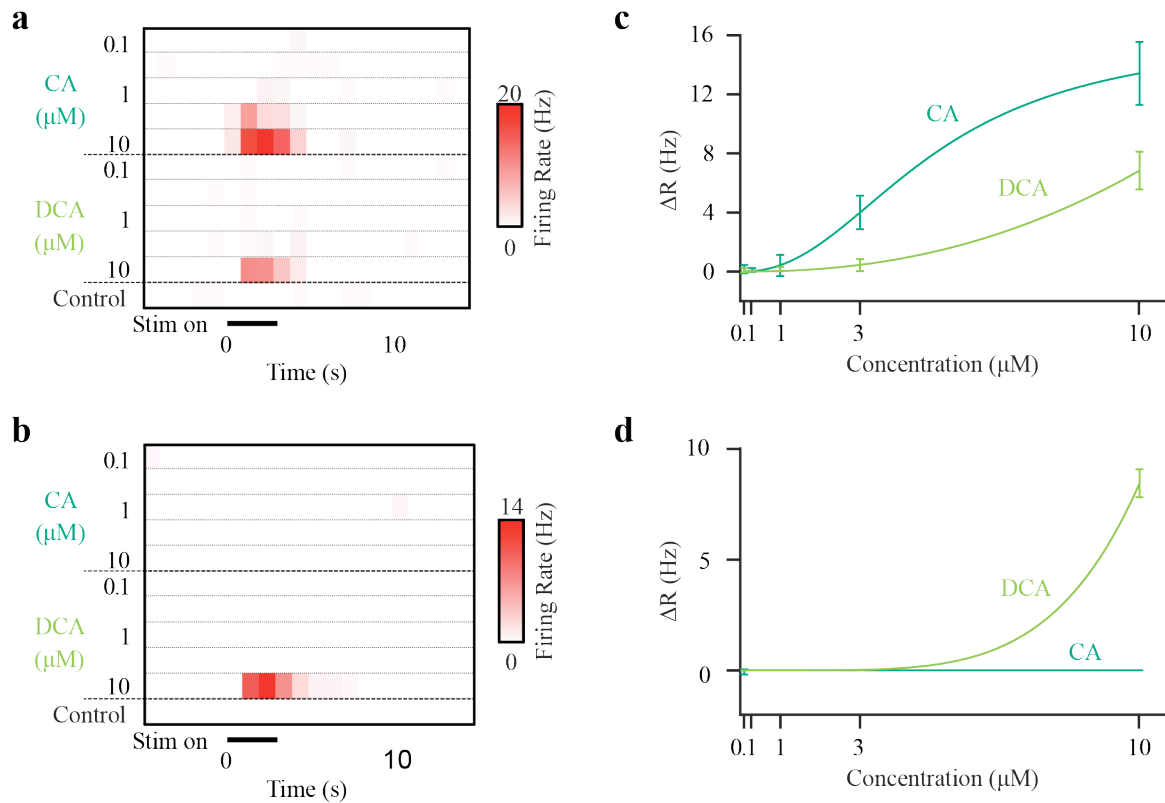 a
0.1
CA
(μM)
1
10
0.1
DCA
(μM)
1
10
Control
Stim on
0
10
Time (s)
20
0
Firing Rate (Hz)
c
16
12
8
4
0
ΔR (Hz)
CA
DCA
0.1
1
3
10
Concentration (μM)
b
0.1
CA
(μM)
1
10
0.1
DCA
(μM)
1
10
Control
Stim on
0
10
Time (s)
14
0
Firing Rate (Hz)
d
10
5
0
ΔR (Hz)
DCA
CA
0.1
1
3
10
Concentration (μM)